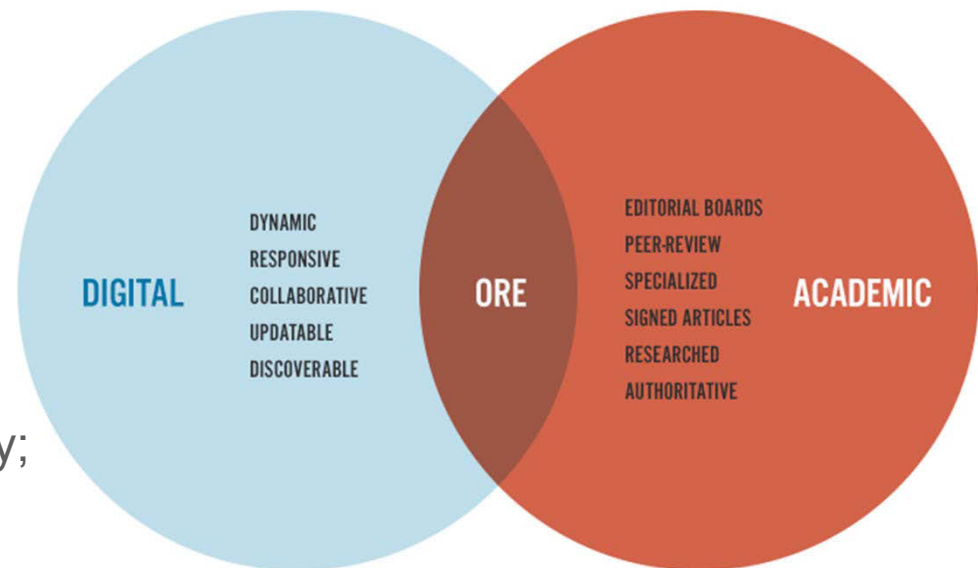 DIGITAL
DYNAMIC
RESPONSIVE
COLLABORATIVE
UPDATABLE
DISCOVERABLE
ORE
EDITORIAL BOARDS
PEER-REVIEW
SPECIALIZED
SIGNED ARTICLES
RESEARCHED
AUTHORITATIVE
ACADEMIC
y;